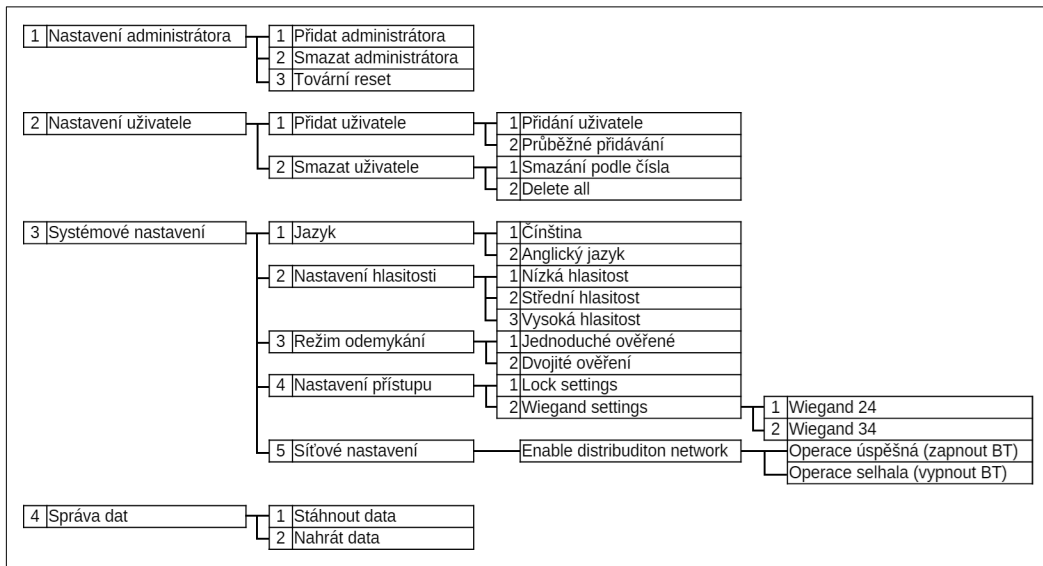 1 Nastavení administrátora 1 Přidat administrátora
2 Smazat administrátora
3 Tovární reset
2 Nastavení uživatele 1 Přidat uživatele 1 Přidání uživatele
2 Průběžné přidávání
2 Smazat uživatele 1 Smazání podle čísla
2 Delete all
3 Systémové nastavení 1 Jazyk 1 Čínština
2 Anglický jazyk
2 Nastavení hlasitosti 1 Nízká hlasitost
2 Střední hlasitost
3 Vysoká hlasitost
3 Režim odemykání 1 Jednoduché ověřené
2 Dvojité ověření
4 Nastavení přístupu 1 Lock settings
2 Wiegand settings 1 Wiegand 24
2 Wiegand 34
5 Síťové nastavení Enable distribuditon network Operace úspěšná (zapnout BT)
Operace selhala (vypnout BT)
4 Správa dat 1 Stáhnout data
2 Nahrát data